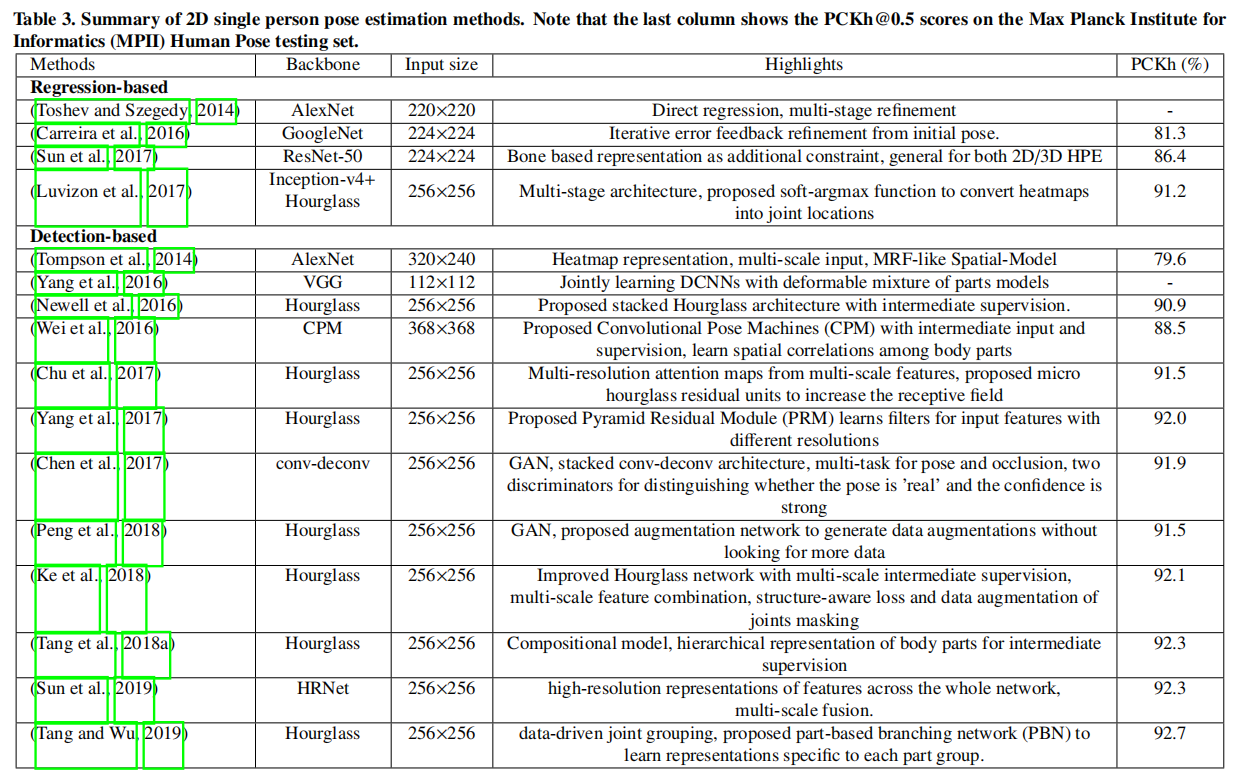 Table 3. Summary of 2D single person pose estimation methods. Note that the last column shows the PCKh@0.5 scores on the Max Planck Institute for
Informatics (MPII) Human Pose testing set.
Methods Backbone Input size Highlights PCKh (%)
Regression-based
(Toshev and Szegedy, 2014) AlexNet 220×220 Direct regression, multi-stage refinement -
(Carreira et al., 2016) GoogleNet 224×224 Iterative error feedback refinement from initial pose. 81.3
(Sun et al., 2017) ResNet-50 224×224 Bone based representation as additional constraint, general for both 2D/3D HPE 86.4
(Luvizon et al., 2017) Inception-v4+ 256×256 Multi-stage architecture, proposed soft-argmax function to convert heatmaps 91.2
Hourglass into joint locations
Detection-based
(Tompson et al., 2014) AlexNet 320×240 Heatmap representation, multi-scale input, MRF-like Spatial-Model 79.6
(Yang et al., 2016) VGG 112×112 Jointly learning DCNNs with deformable mixture of parts models -
(Newell et al., 2016) Hourglass 256×256 Proposed stacked Hourglass architecture with intermediate supervision. 90.9
(Wei et al., 2016) CPM 368×368 Proposed Convolutional Pose Machines (CPM) with intermediate input and 88.5
supervision, learn spatial correlations among body parts
(Chu et al., 2017) Hourglass 256×256 Multi-resolution attention maps from multi-scale features, proposed micro 91.5
hourglass residual units to increase the receptive field
(Yang et al., 2017) Hourglass 256×256 Proposed Pyramid Residual Module (PRM) learns filters for input features with 92.0
different resolutions
(Chen et al., 2017) conv-deconv 256×256 GAN, stacked conv-deconv architecture, multi-task for pose and occlusion, two 91.9
discriminators for distinguishing whether the pose is 'real' and the confidence is
strong
(Peng et al., 2018) Hourglass 256×256 GAN, proposed augmentation network to generate data augmentations without 91.5
looking for more data
(Ke et al., 2018) Hourglass 256×256 Improved Hourglass network with multi-scale intermediate supervision, 92.1
multi-scale feature combination, structure-aware loss and data augmentation of
joints masking
(Tang et al., 2018a) Hourglass 256×256 Compositional model, hierarchical representation of body parts for intermediate 92.3
supervision
(Sun et al., 2019) HRNet 256×256 high-resolution representations of features across the whole network, 92.3
multi-scale fusion.
(Tang and Wu, 2019) Hourglass 256×256 data-driven joint grouping, proposed part-based branching network (PBN) to 92.7
learn representations specific to each part group.